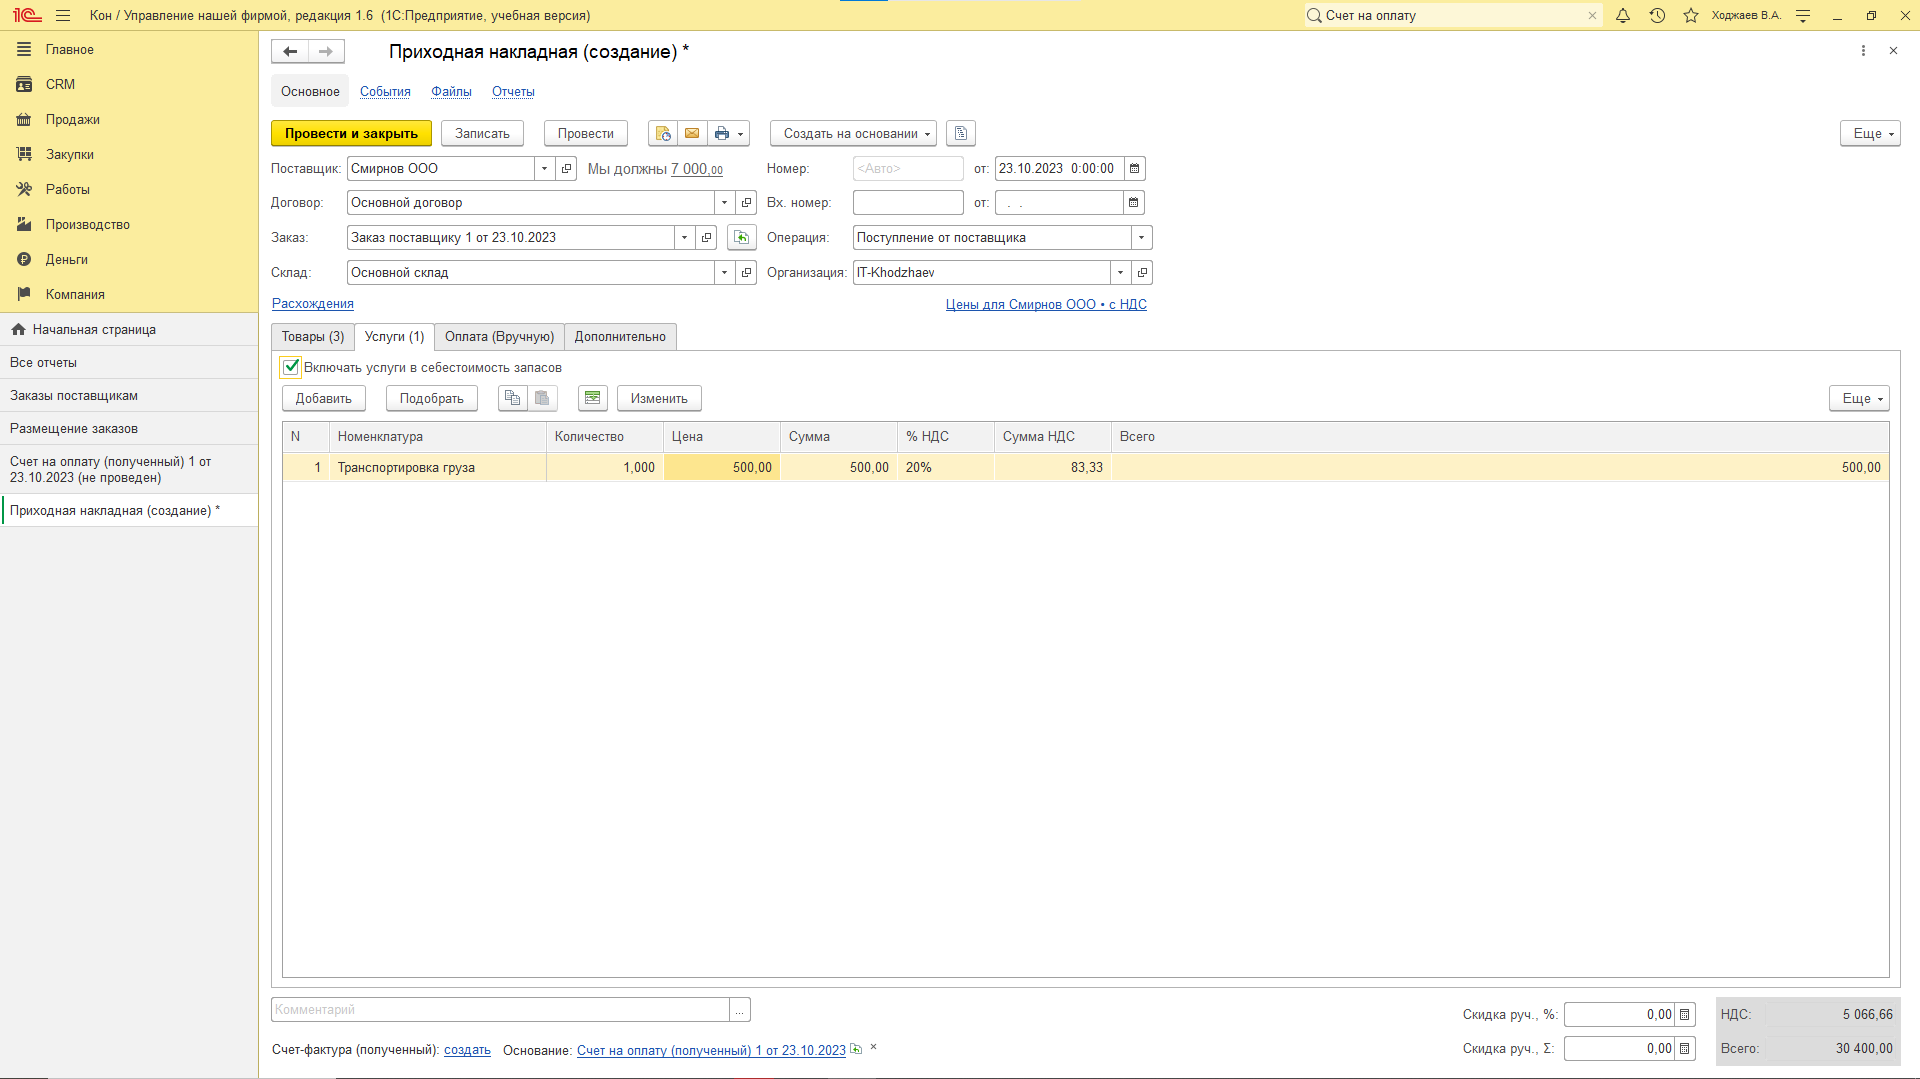 Кон / Управление нашей фирмой, редакция 1.6 (1С:Предприятие, учебная версия)
Счет на оплату
Ходжаев В.А.
Главное
CRM
Продажи
Закупки
Работы
Производство
Деньги
Компания
Начальная страница
Все отчеты
Заказы поставщикам
Размещение заказов
Счет на оплату (полученный) 1 от
23.10.2023 (не проведен)
Приходная накладная (создание) *
Приходная накладная (создание) *
Основное События Файлы Отчеты
Провести и закрыть Записать Провести Создать на основании Еще
Поставщик: Смирнов ООО Мы должны 7 000,00 Номер: <Авто> от: 23.10.2023 0:00:00
Договор: Основной договор Вх. номер: от: . .
Заказ: Заказ поставщику 1 от 23.10.2023 Операция: Поступление от поставщика
Склад: Основной склад Организация: IT-Khodzhaev
Расхождения Цены для Смирнов ООО • с НДС
Товары (3) Услуги (1) Оплата (Вручную) Дополнительно
Включать услуги в себестоимость запасов
Добавить Подобрать Изменить Еще
N Номенклатура Количество Цена Сумма % НДС Сумма НДС Всего
1 Транспортировка груза 1,000 500,00 500,00 20% 83,33 500,00
Комментарий ...
Скидка руч., %: 0,00 НДС: 5 066,66
Счет-фактура (полученный): создать Основание: Счет на оплату (полученный) 1 от 23.10.2023
Скидка руч., Σ: 0,00 Всего: 30 400,00